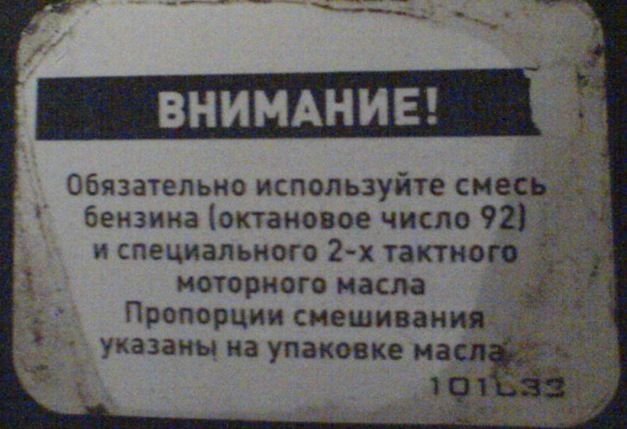 ВНИМАНИЕ!
Обязательно используйте смесь
бензина (октановое число 92)
и специального 2-х тактного
моторного масла
Пропорции смешивания
указаны на упаковке масла